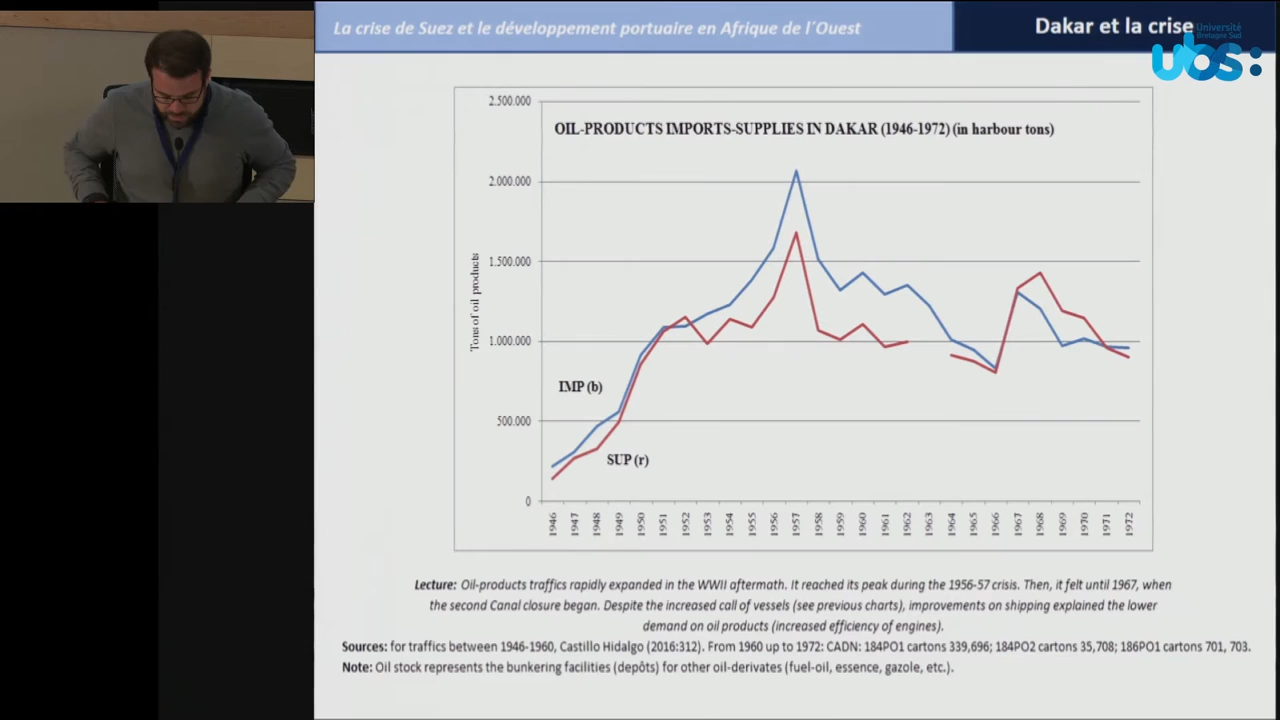 La crise de Suez et le développement portuaire en Afrique de l´Ouest
Dakar et la crise
Université
Bretagne Sud
ubs:
OIL-PRODUCTS IMPORTS-SUPPLIES IN DAKAR (1946-1972) (in harbour tons)
2.500.000
2.000.000
1.500.000
1.000.000
500.000
0
Tons of oil products
IMP (b)
SUP (r)
1946 1947 1948 1949 1950 1951 1952 1953 1954 1955 1956 1957 1958 1959 1960 1961 1962 1963 1964 1965 1966 1967 1968 1969 1970 1971 1972
Lecture: Oil-products traffics rapidly expanded in the WWII aftermath. It reached its peak during the 1956-57 crisis. Then, it felt until 1967, when
the second Canal closure began. Despite the increased call of vessels (see previous charts), improvements on shipping explained the lower
demand on oil products (increased efficiency of engines).
Sources: for traffics between 1946-1960, Castillo Hidalgo (2016:312). From 1960 up to 1972: CADN: 184PO1 cartons 339,696; 184PO2 cartons 35,708; 186PO1 cartons 701, 703.
Note: Oil stock represents the bunkering facilities (depôts) for other oil-derivates (fuel-oil, essence, gazole, etc.).